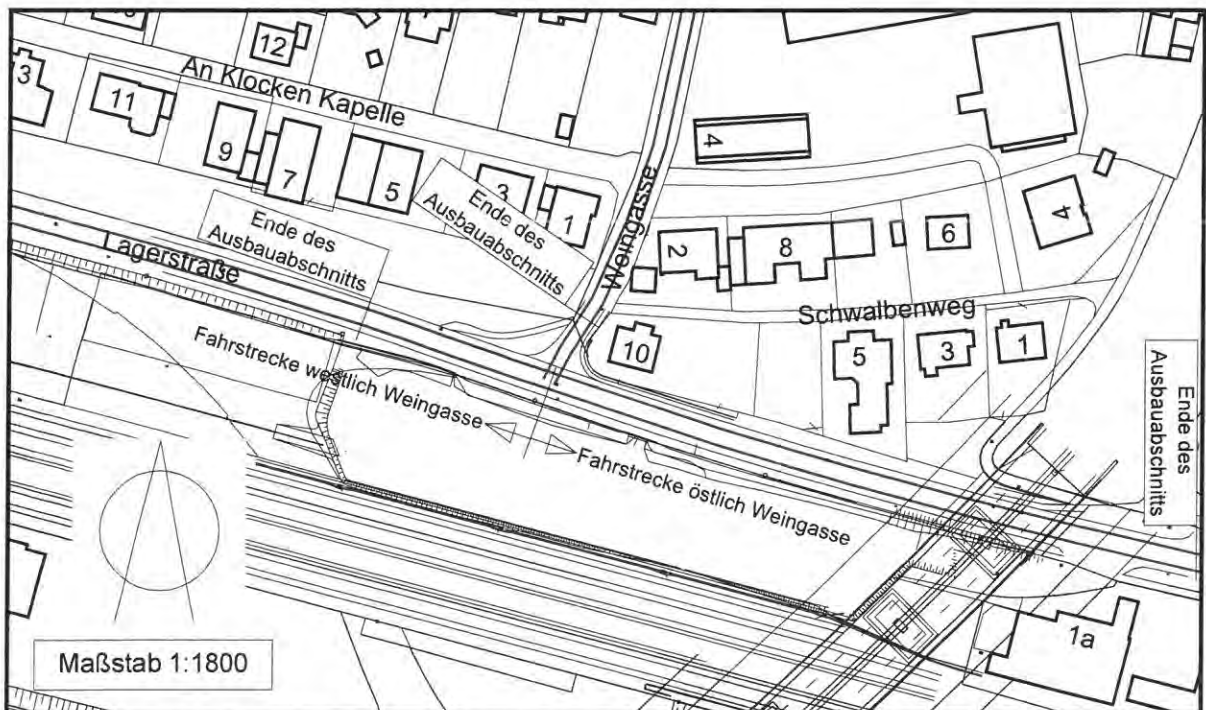 12
An Klocken Kapelle
3
11
9
7
5
3
1
Ende des
Ausbauabschnitts
Ende des
Ausbauabschnitts
Weingasse
4
4
6
2
8
agerstraße
Schwalbenweg
10
5
3
1
Fahrstrecke westlich Weingasse
Fahrstrecke östlich Weingasse
Ende des
Ausbauabschnitts
Maßstab 1:1800
1a